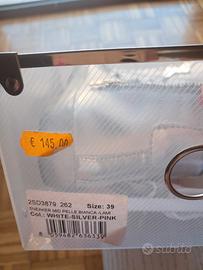 € 145,00
2SD3879 262 Size: 39
SNEAKER MID PELLE BIANCA/LAMI
Col.: WHITE-SILVER-PINK
subito